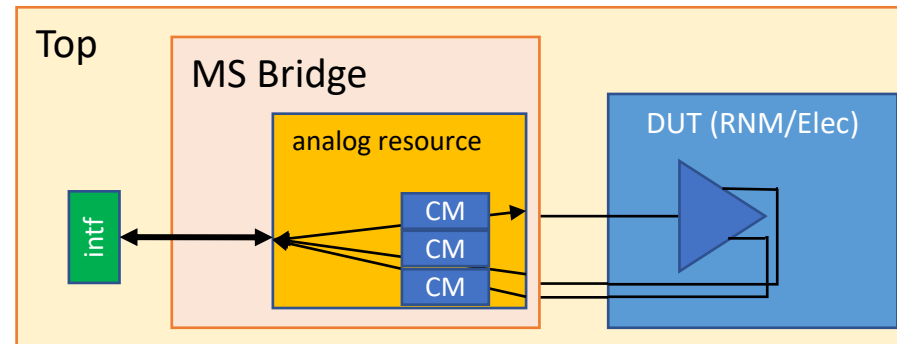 Top
MS Bridge
analog resource
DUT (RNM/Elec)
intf
CM
CM
CM